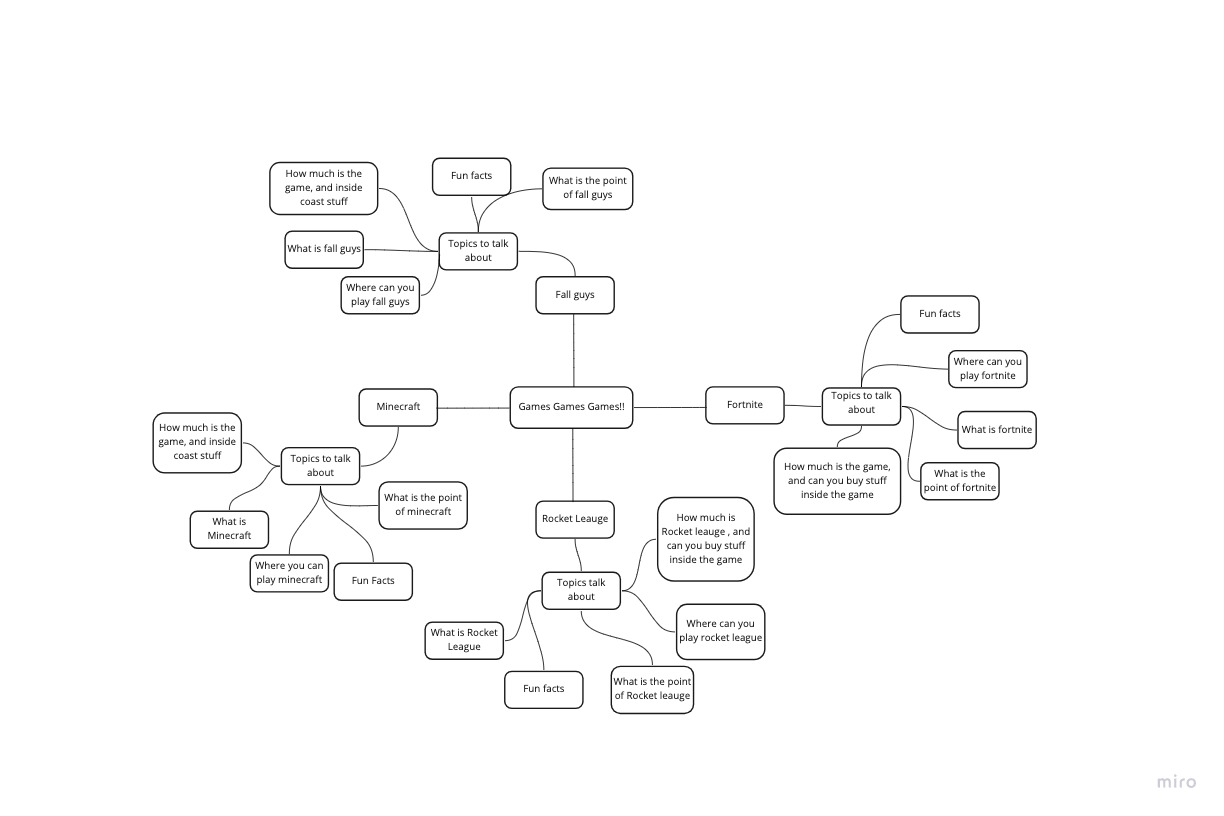 How much is the
game, and inside
coast stuff
Fun facts
What is the point
of fall guys
What is fall guys
Topics to talk
about
Where can you
play fall guys
Fall guys
Games Games Games!!
Fortnite
Topics to talk
about
Fun facts
Where can you
play fortnite
What is fortnite
What is the
point of fortnite
How much is the game,
and can you buy stuff
inside the game
Minecraft
Topics to talk
about
How much is the
game, and inside
coast stuff
What is
Minecraft
Where you can
play minecraft
Fun Facts
What is the point
of minecraft
Rocket Leauge
Topics talk
about
How much is
Rocket leauge , and
can you buy stuff
inside the game
Where can you
play rocket league
What is the point
of Rocket leauge
Fun facts
What is Rocket
League
miro